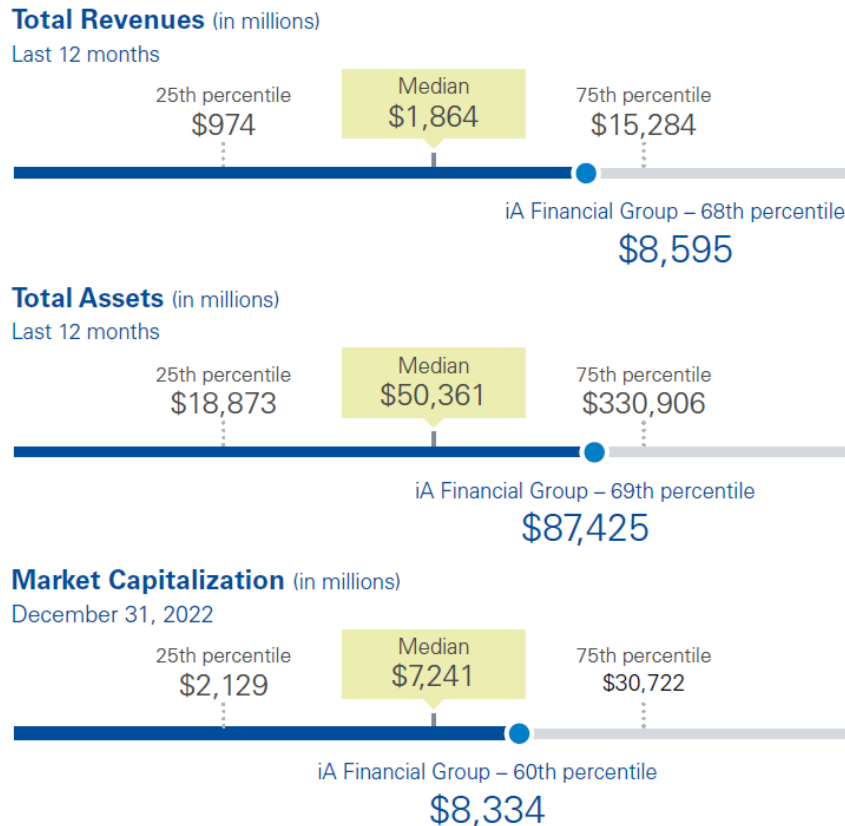 Total Revenues (in millions)
Last 12 months
25th percentile
$974
Median
$1,864
75th percentile
$15,284
iA Financial Group – 68th percentile
$8,595
Total Assets (in millions)
Last 12 months
25th percentile
$18,873
Median
$50,361
75th percentile
$330,906
iA Financial Group – 69th percentile
$87,425
Market Capitalization (in millions)
December 31, 2022
25th percentile
$2,129
Median
$7,241
75th percentile
$30,722
iA Financial Group – 60th percentile
$8,334